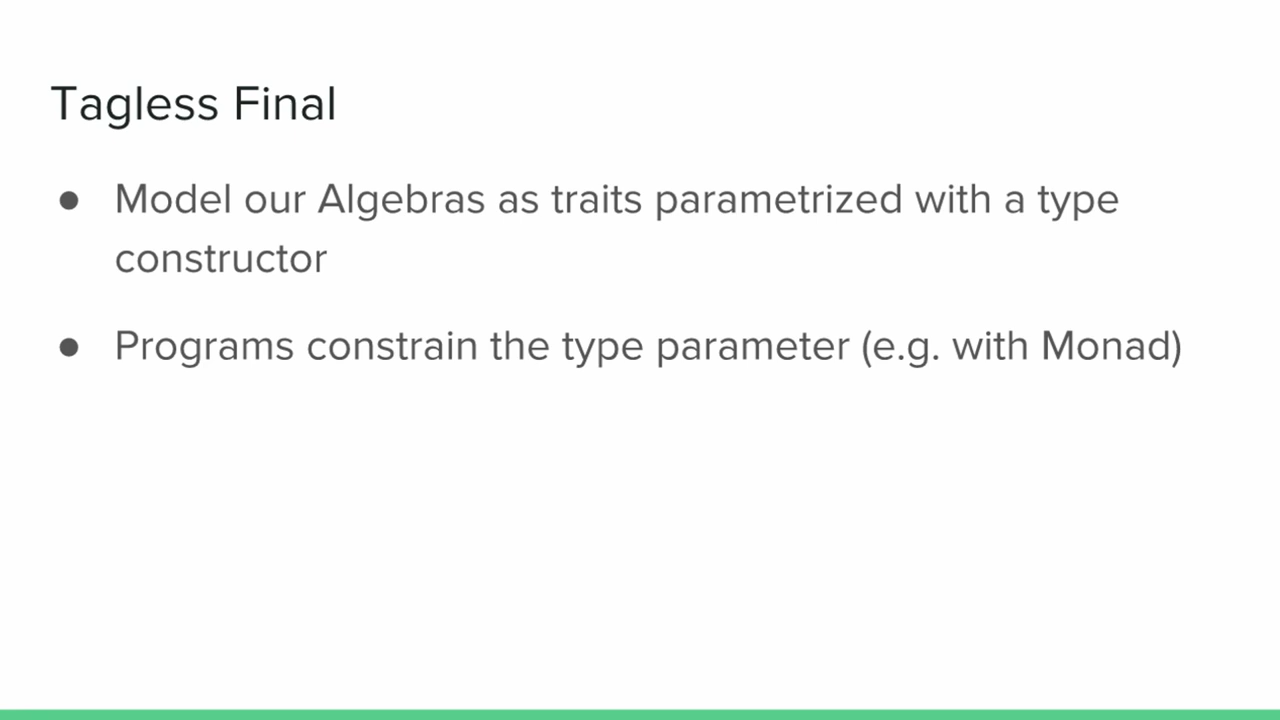 Tagless Final
● Model our Algebras as traits parametrized with a type
constructor
● Programs constrain the type parameter (e.g. with Monad)